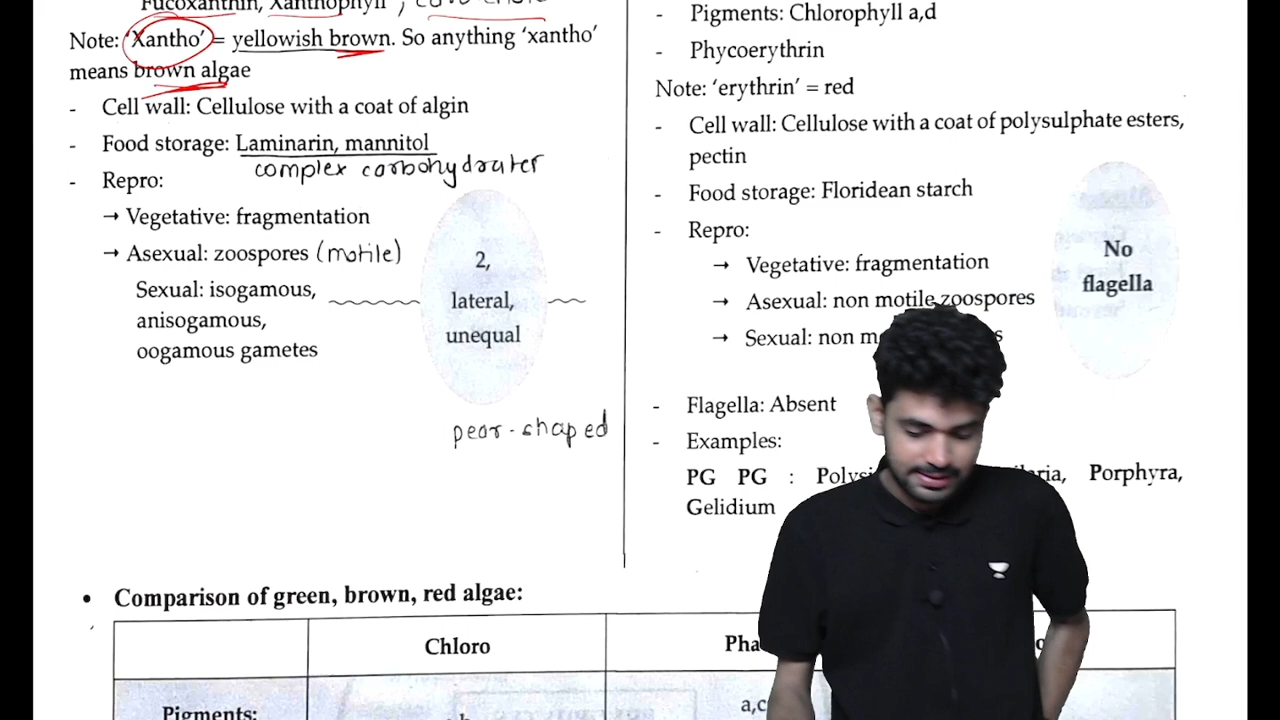 Fucoxanthin, Xanthophyll,
Note: 'Xantho' = yellowish brown. So anything 'xantho'
means brown algae
- Cell wall: Cellulose with a coat of algin
- Food storage: Laminarin, mannitol
complex carbohydrates
- Repro:
→ Vegetative: fragmentation
→ Asexual: zoospores (motile)
Sexual: isogamous,
anisogamous,
oogamous gametes
2,
lateral,
unequal
pear-shaped
- Pigments: Chlorophyll a,d
- Phycoerythrin
Note: 'erythrin' = red
- Cell wall: Cellulose with a coat of polysulphate esters,
pectin
- Food storage: Floridean starch
- Repro:
→ Vegetative: fragmentation
→ Asexual: non motile zoospores
→ Sexual: non
No
flagella
- Flagella: Absent
- Examples:
PG PG : Porphyra,
Gelidium
• Comparison of green, brown, red algae:
Chloro
Pha
Pigments:
a,c